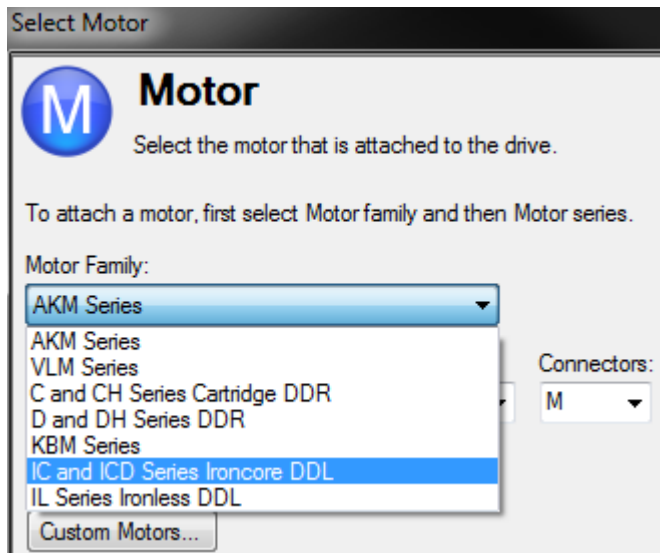 Select Motor
M
Motor
Select the motor that is attached to the drive.
To attach a motor, first select Motor family and then Motor series.
Motor Family:
AKM Series
AKM Series
VLM Series
C and CH Series Cartridge DDR
D and DH Series DDR
KBM Series
IC and ICD Series Ironcore DDL
IL Series Ironless DDL
Connectors:
M
Custom Motors...